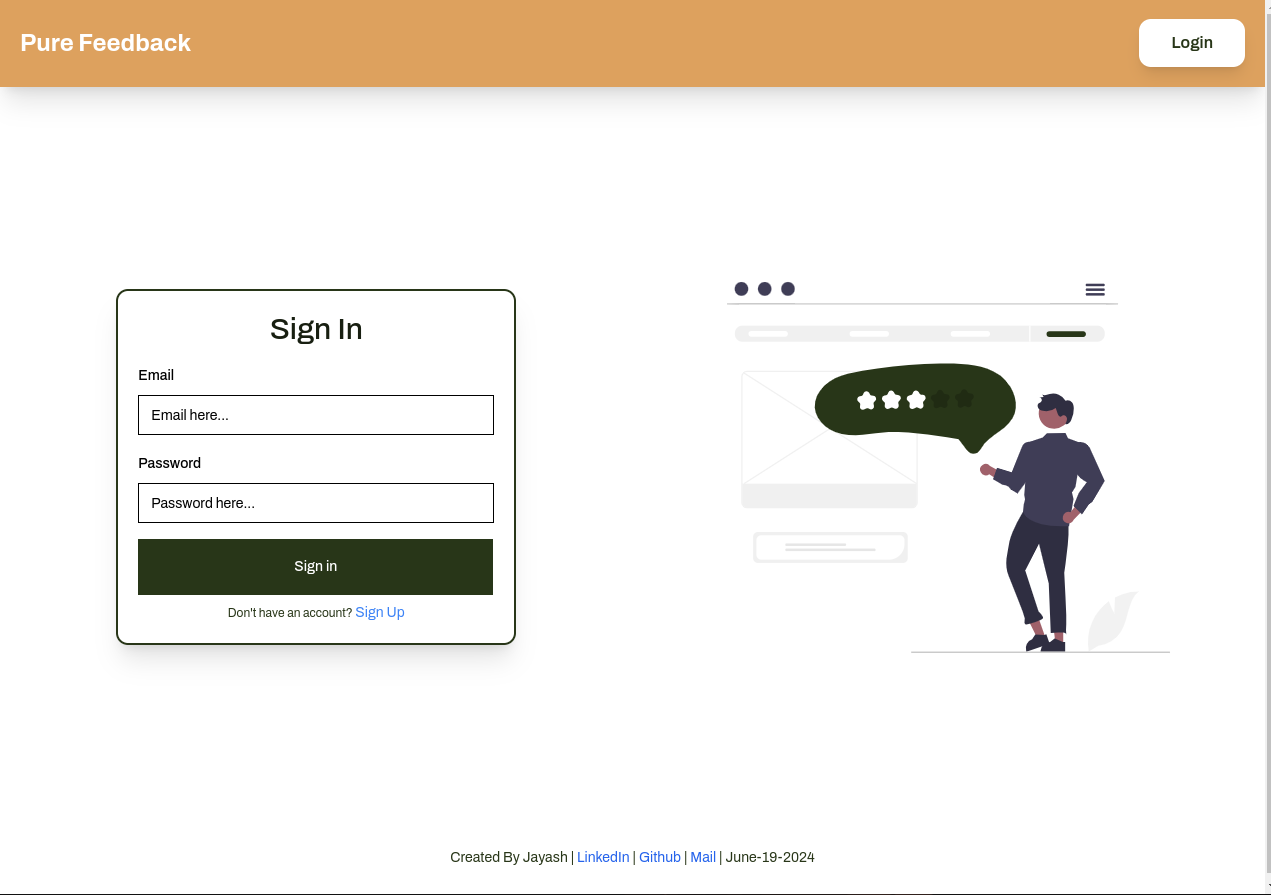 Pure Feedback
Login
Sign In
Email
Email here...
Password
Password here...
Sign in
Don't have an account? Sign Up
Created By Jayash | LinkedIn | Github | Mail | June-19-2024